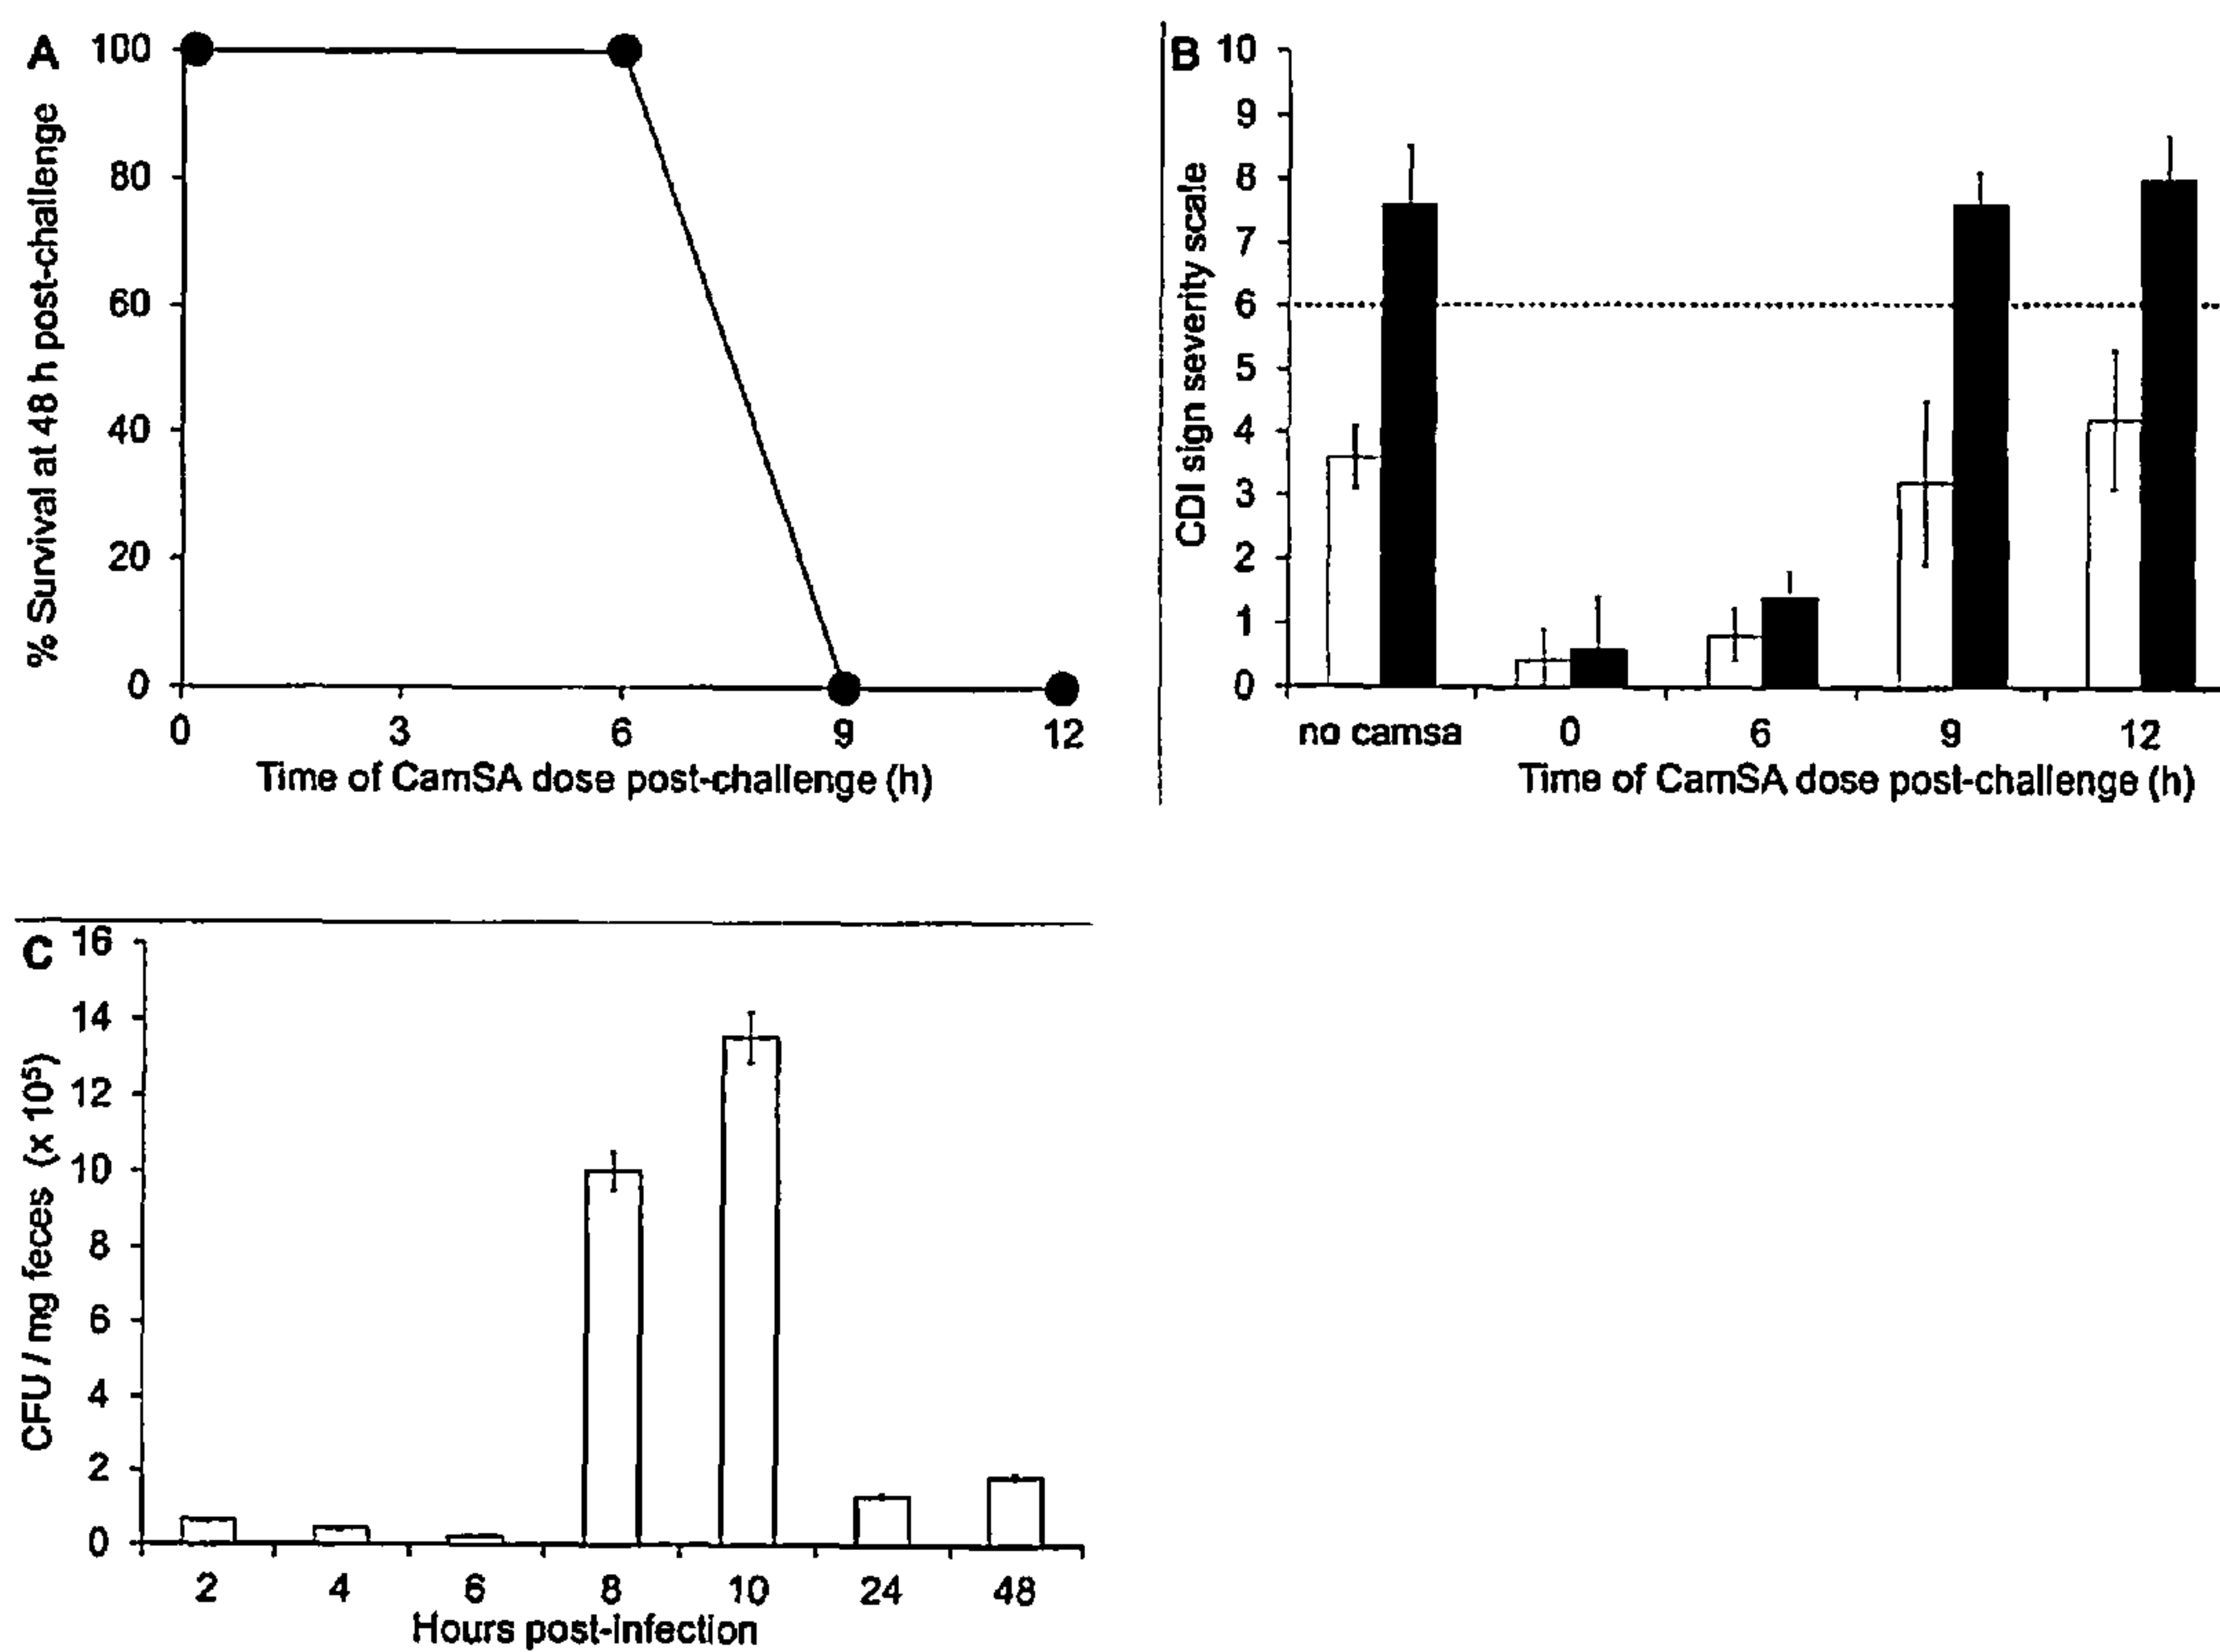 A
100
80
60
40
20
0
% Survival at 48 h post-challenge
0 3 6 9 12
Time of CamSA dose post-challenge (h)
B
10
9
8
7
6
5
4
3
2
1
0
CDI sign severity scale
no camsa 0 6 9 12
Time of CamSA dose post-challenge (h)
C
16
14
12
10
8
6
4
2
0
CFU / mg feces (x 10⁵)
2 4 6 8 10 24 48
Hours post-infection